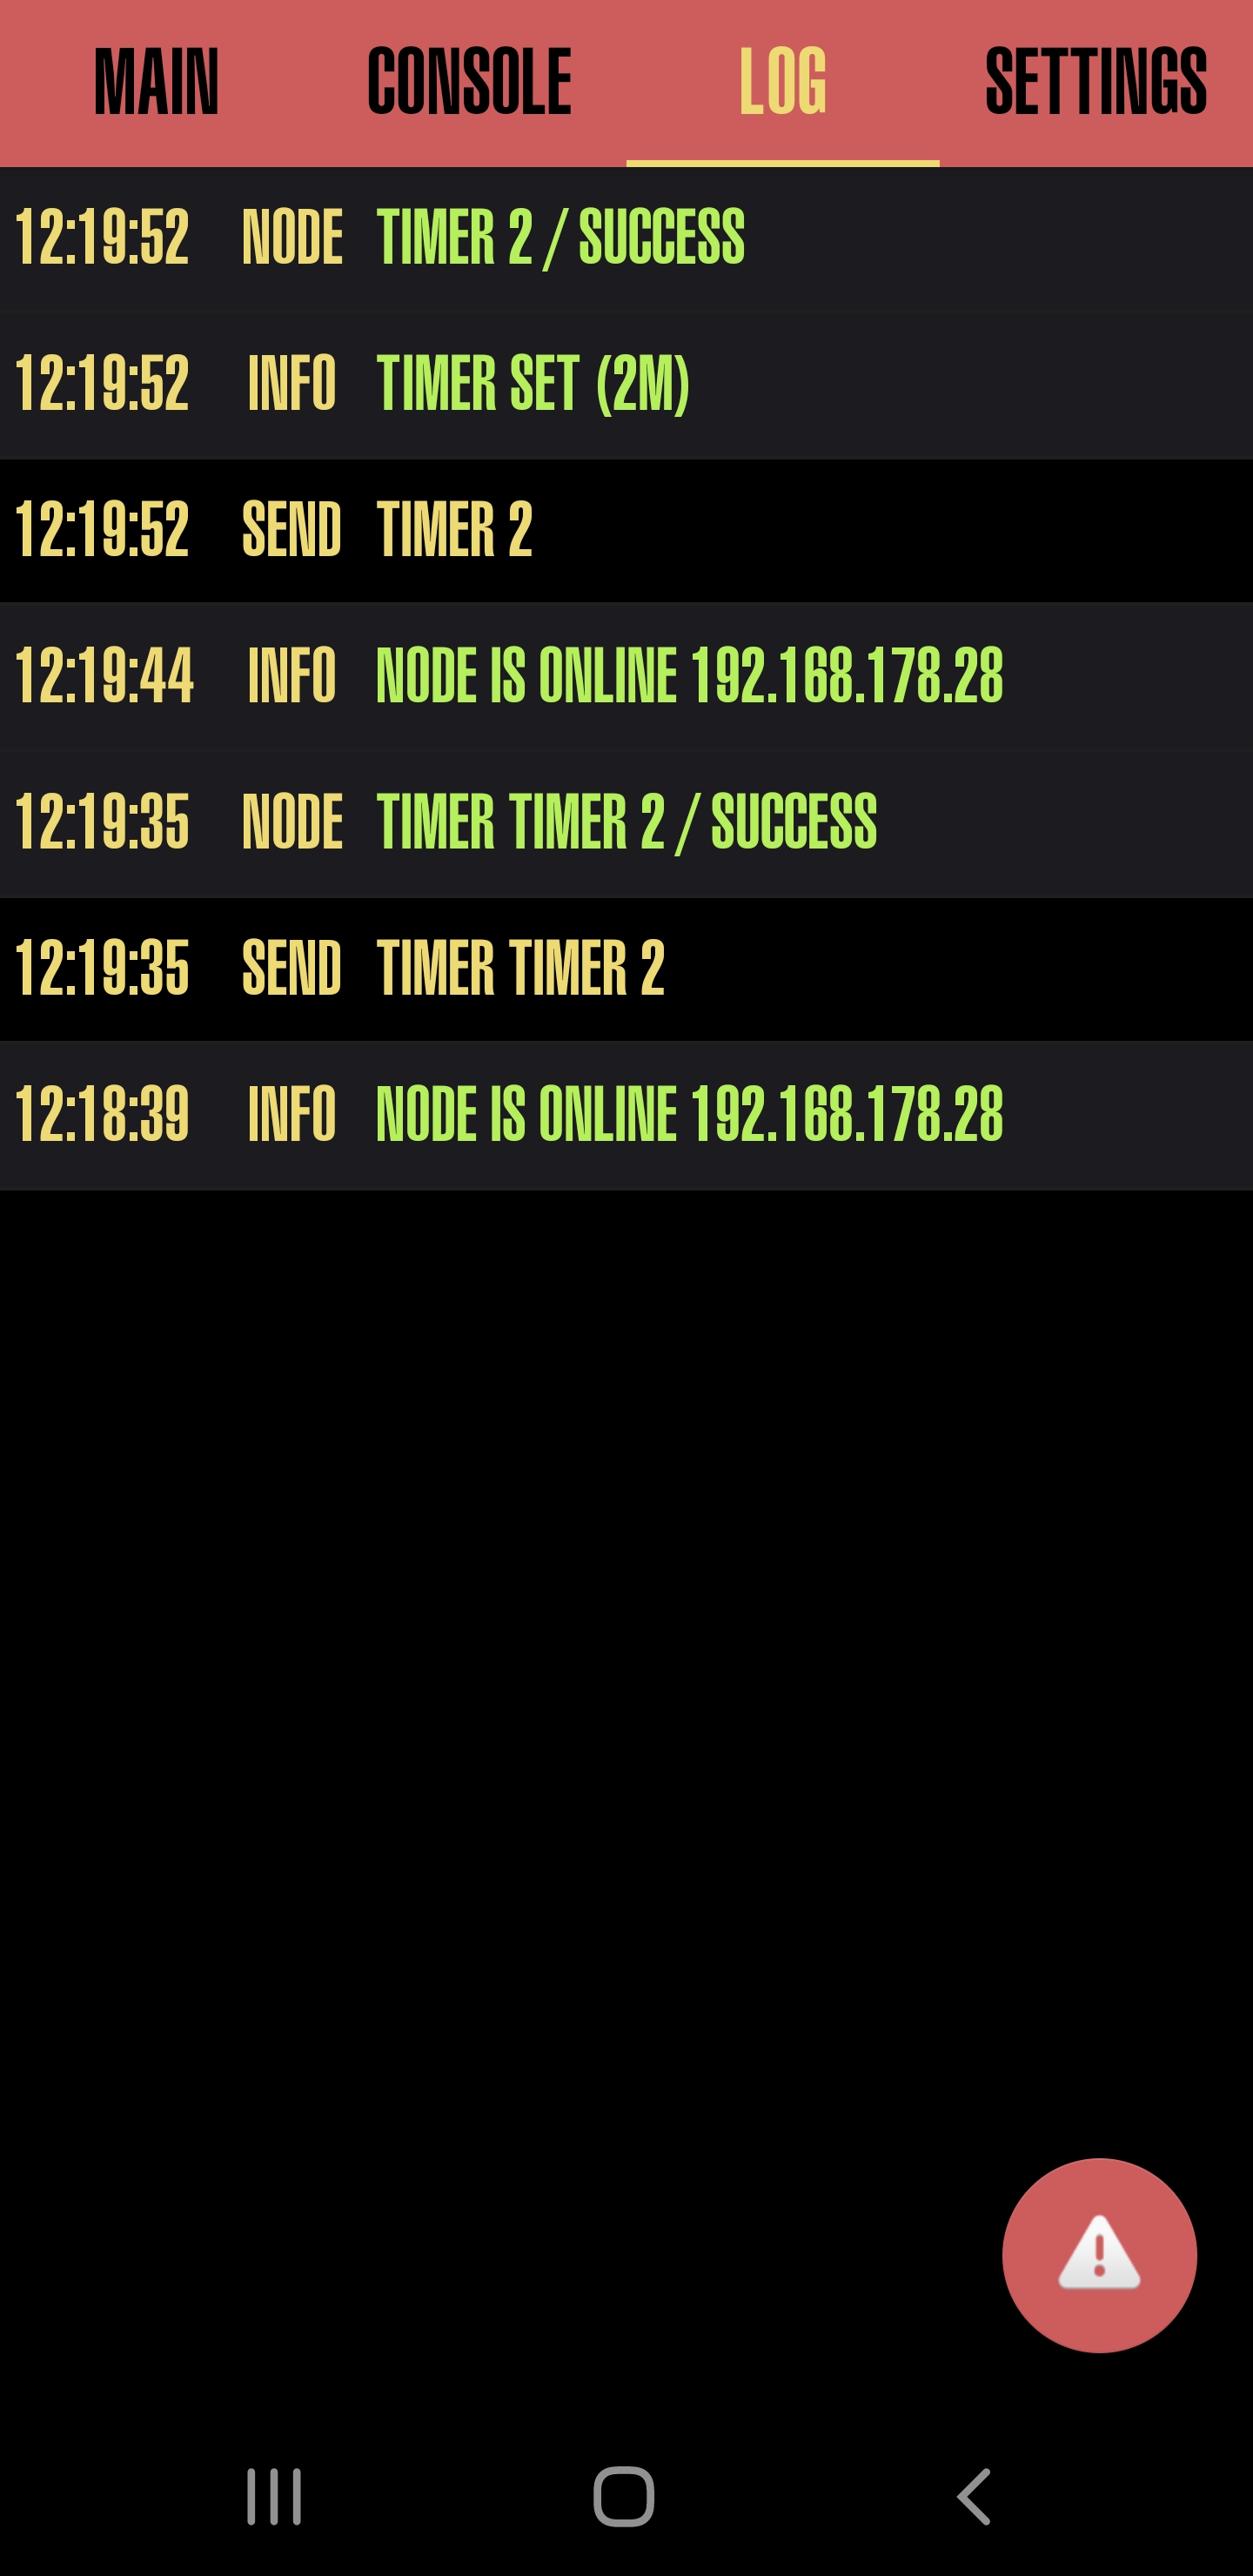 MAIN CONSOLE LOG SETTINGS
12:19:52 NODE TIMER 2 / SUCCESS
12:19:52 INFO TIMER SET (2M)
12:19:52 SEND TIMER 2
12:19:44 INFO NODE IS ONLINE 192.168.178.28
12:19:35 NODE TIMER TIMER 2 / SUCCESS
12:19:35 SEND TIMER TIMER 2
12:18:39 INFO NODE IS ONLINE 192.168.178.28